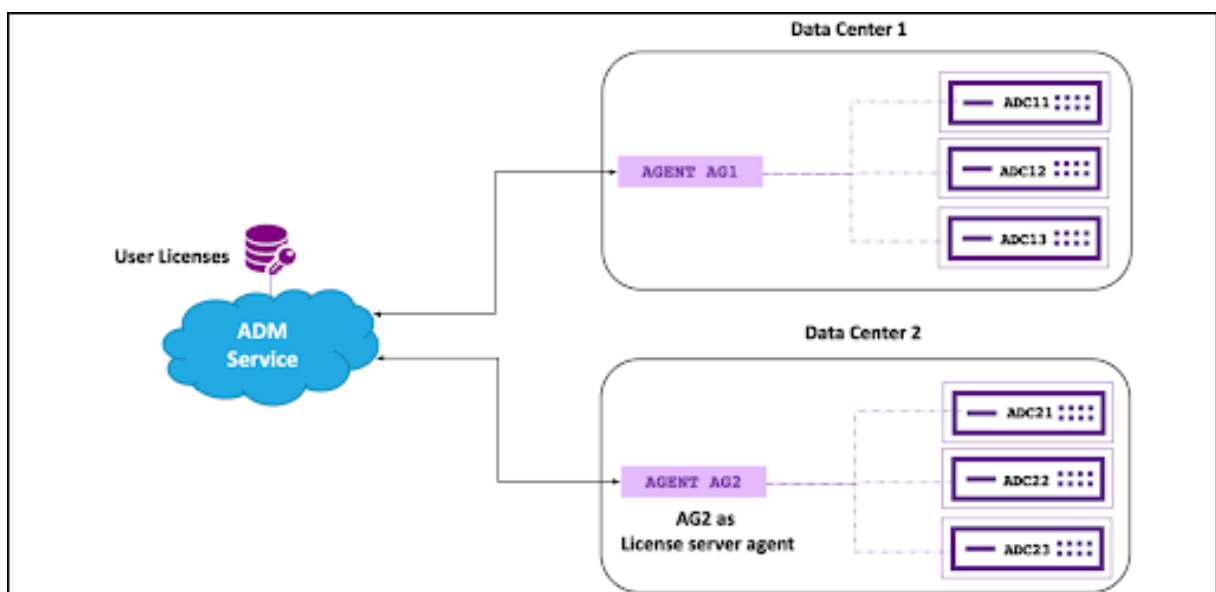 Data Center 1
ADC11
AGENT AG1
ADC12
ADC13
User Licenses
ADM
Service
Data Center 2
ADC21
AGENT AG2
ADC22
AG2 as
License server agent
ADC23